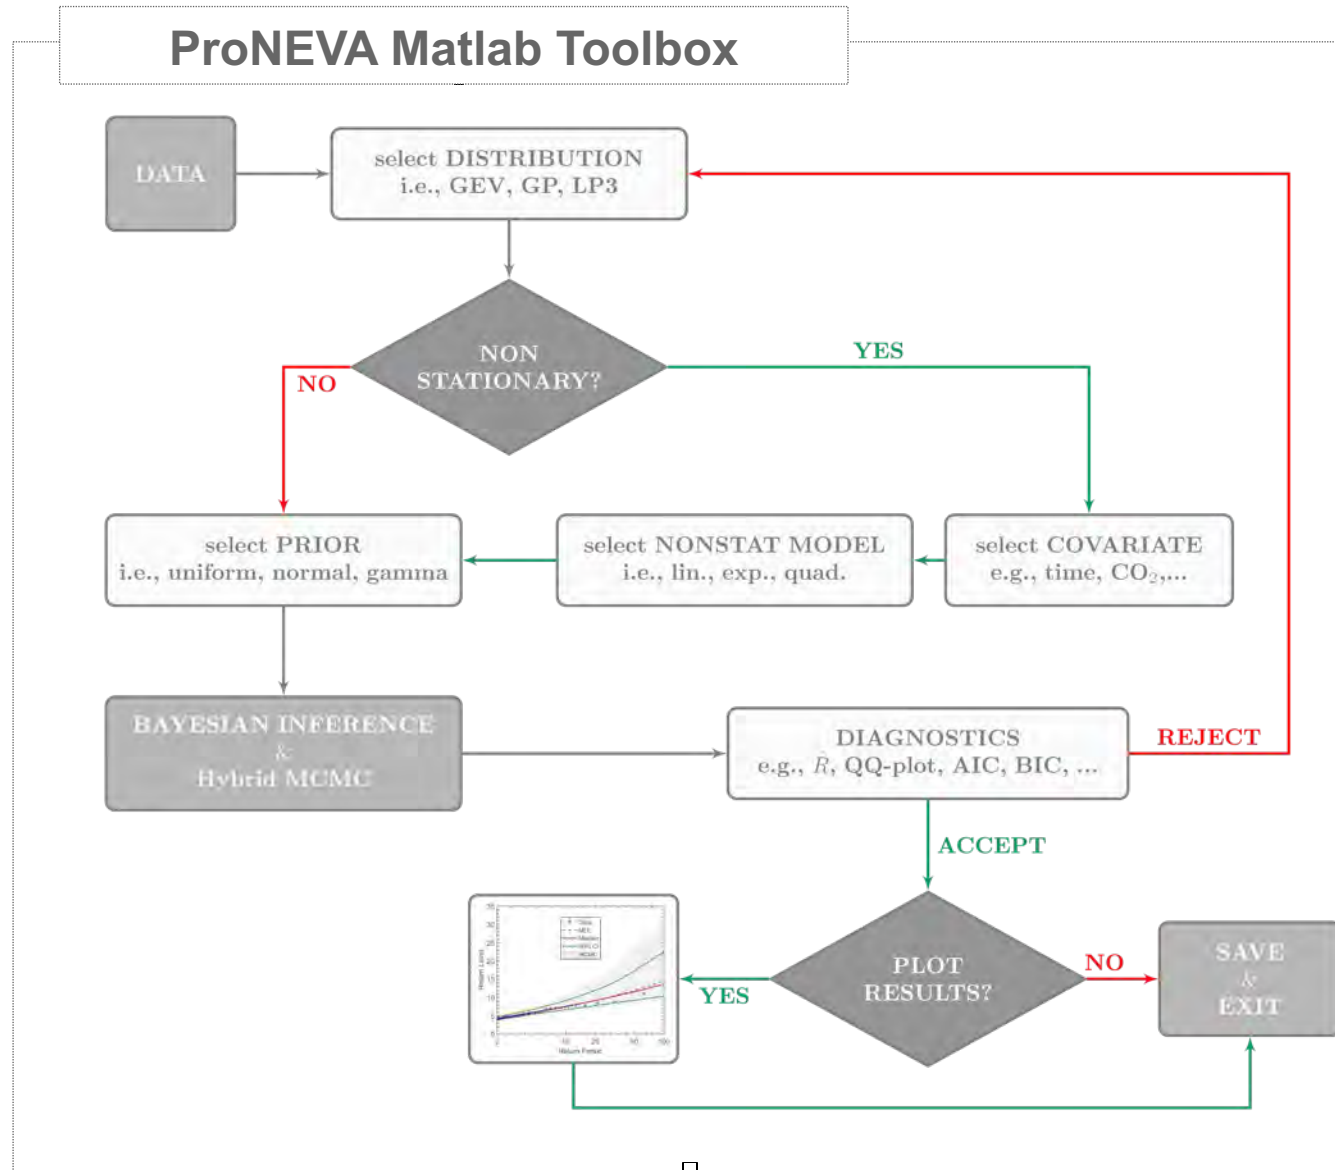 ProNEVA Matlab Toolbox
DATA
select DISTRIBUTION
i.e., GEV, GP, LP3
NON
STATIONARY?
YES
NO
select PRIOR
i.e., uniform, normal, gamma
select NONSTAT MODEL
i.e., lin., exp., quad.
select COVARIATE
e.g., time, CO₂,...
BAYESIAN INFERENCE
&
Hybrid MCMC
DIAGNOSTICS
e.g., R̂, QQ-plot, AIC, BIC, ...
REJECT
ACCEPT
Return Period
PLOT
RESULTS?
YES
NO
SAVE
&
EXIT